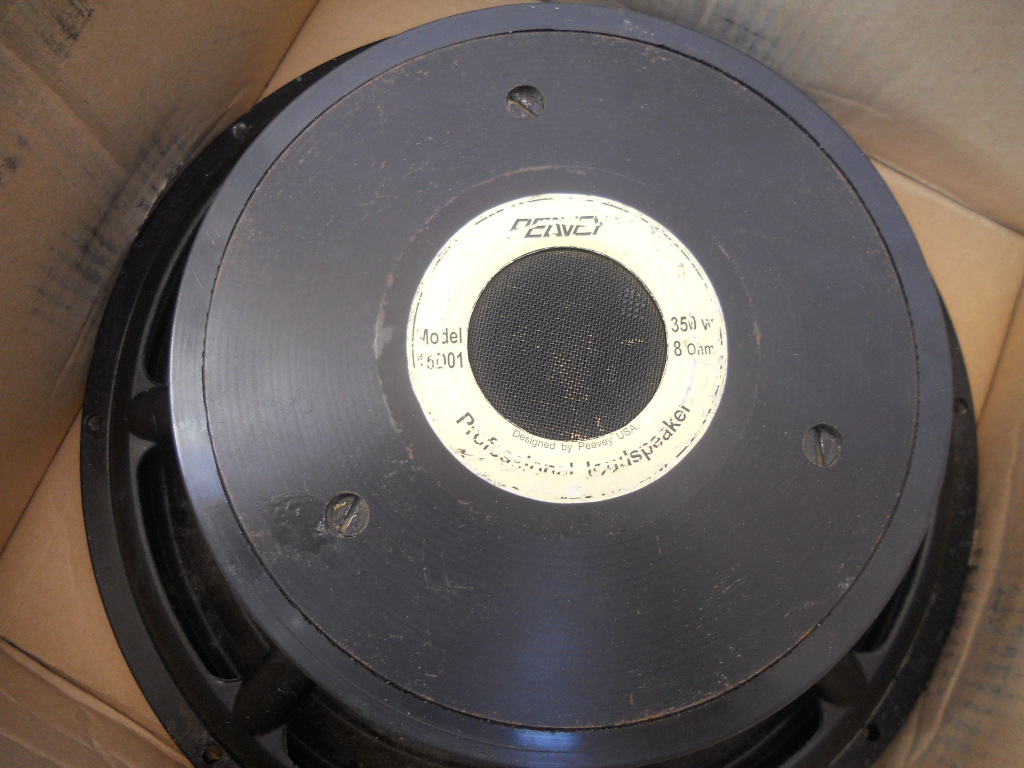 PEAVEY
Model
350 w
8 Ohm
Designed by Peavey USA
Professional loudspeaker